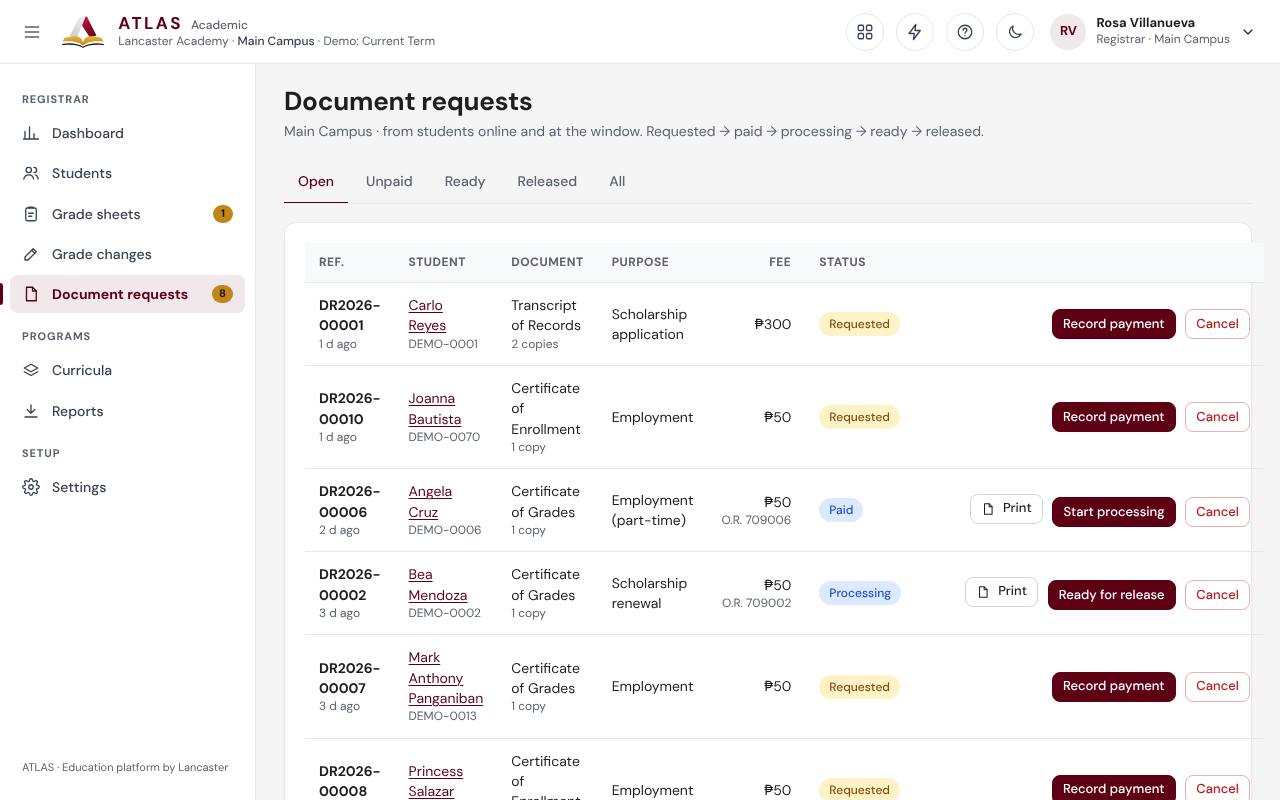 ATLAS Academic
Lancaster Academy · Main Campus · Demo: Current Term
RV
Rosa Villanueva
Registrar · Main Campus
REGISTRAR
Dashboard
Students
Grade sheets 1
Grade changes
Document requests 8
PROGRAMS
Curricula
Reports
SETUP
Settings
ATLAS · Education platform by Lancaster
Document requests
Main Campus · from students online and at the window. Requested → paid → processing → ready → released.
Open Unpaid Ready Released All
REF. STUDENT DOCUMENT PURPOSE FEE STATUS
DR2026-
00001
1 d ago
Carlo
Reyes
DEMO-0001
Transcript
of Records
2 copies
Scholarship
application
₱300
Requested
Record payment
Cancel
DR2026-
00010
1 d ago
Joanna
Bautista
DEMO-0070
Certificate
of
Enrollment
1 copy
Employment
₱50
Requested
Record payment
Cancel
DR2026-
00006
2 d ago
Angela
Cruz
DEMO-0006
Certificate
of Grades
1 copy
Employment
(part-time)
₱50
O.R. 709006
Paid
Print
Start processing
Cancel
DR2026-
00002
3 d ago
Bea
Mendoza
DEMO-0002
Certificate
of Grades
1 copy
Scholarship
renewal
₱50
O.R. 709002
Processing
Print
Ready for release
Cancel
DR2026-
00007
3 d ago
Mark
Anthony
Panganiban
DEMO-0013
Certificate
of Grades
1 copy
Employment
₱50
Requested
Record payment
Cancel
DR2026-
00008
Princess
Salazar
Certificate
of
Enrollment
Employment
₱50
Requested
Record payment
Cancel